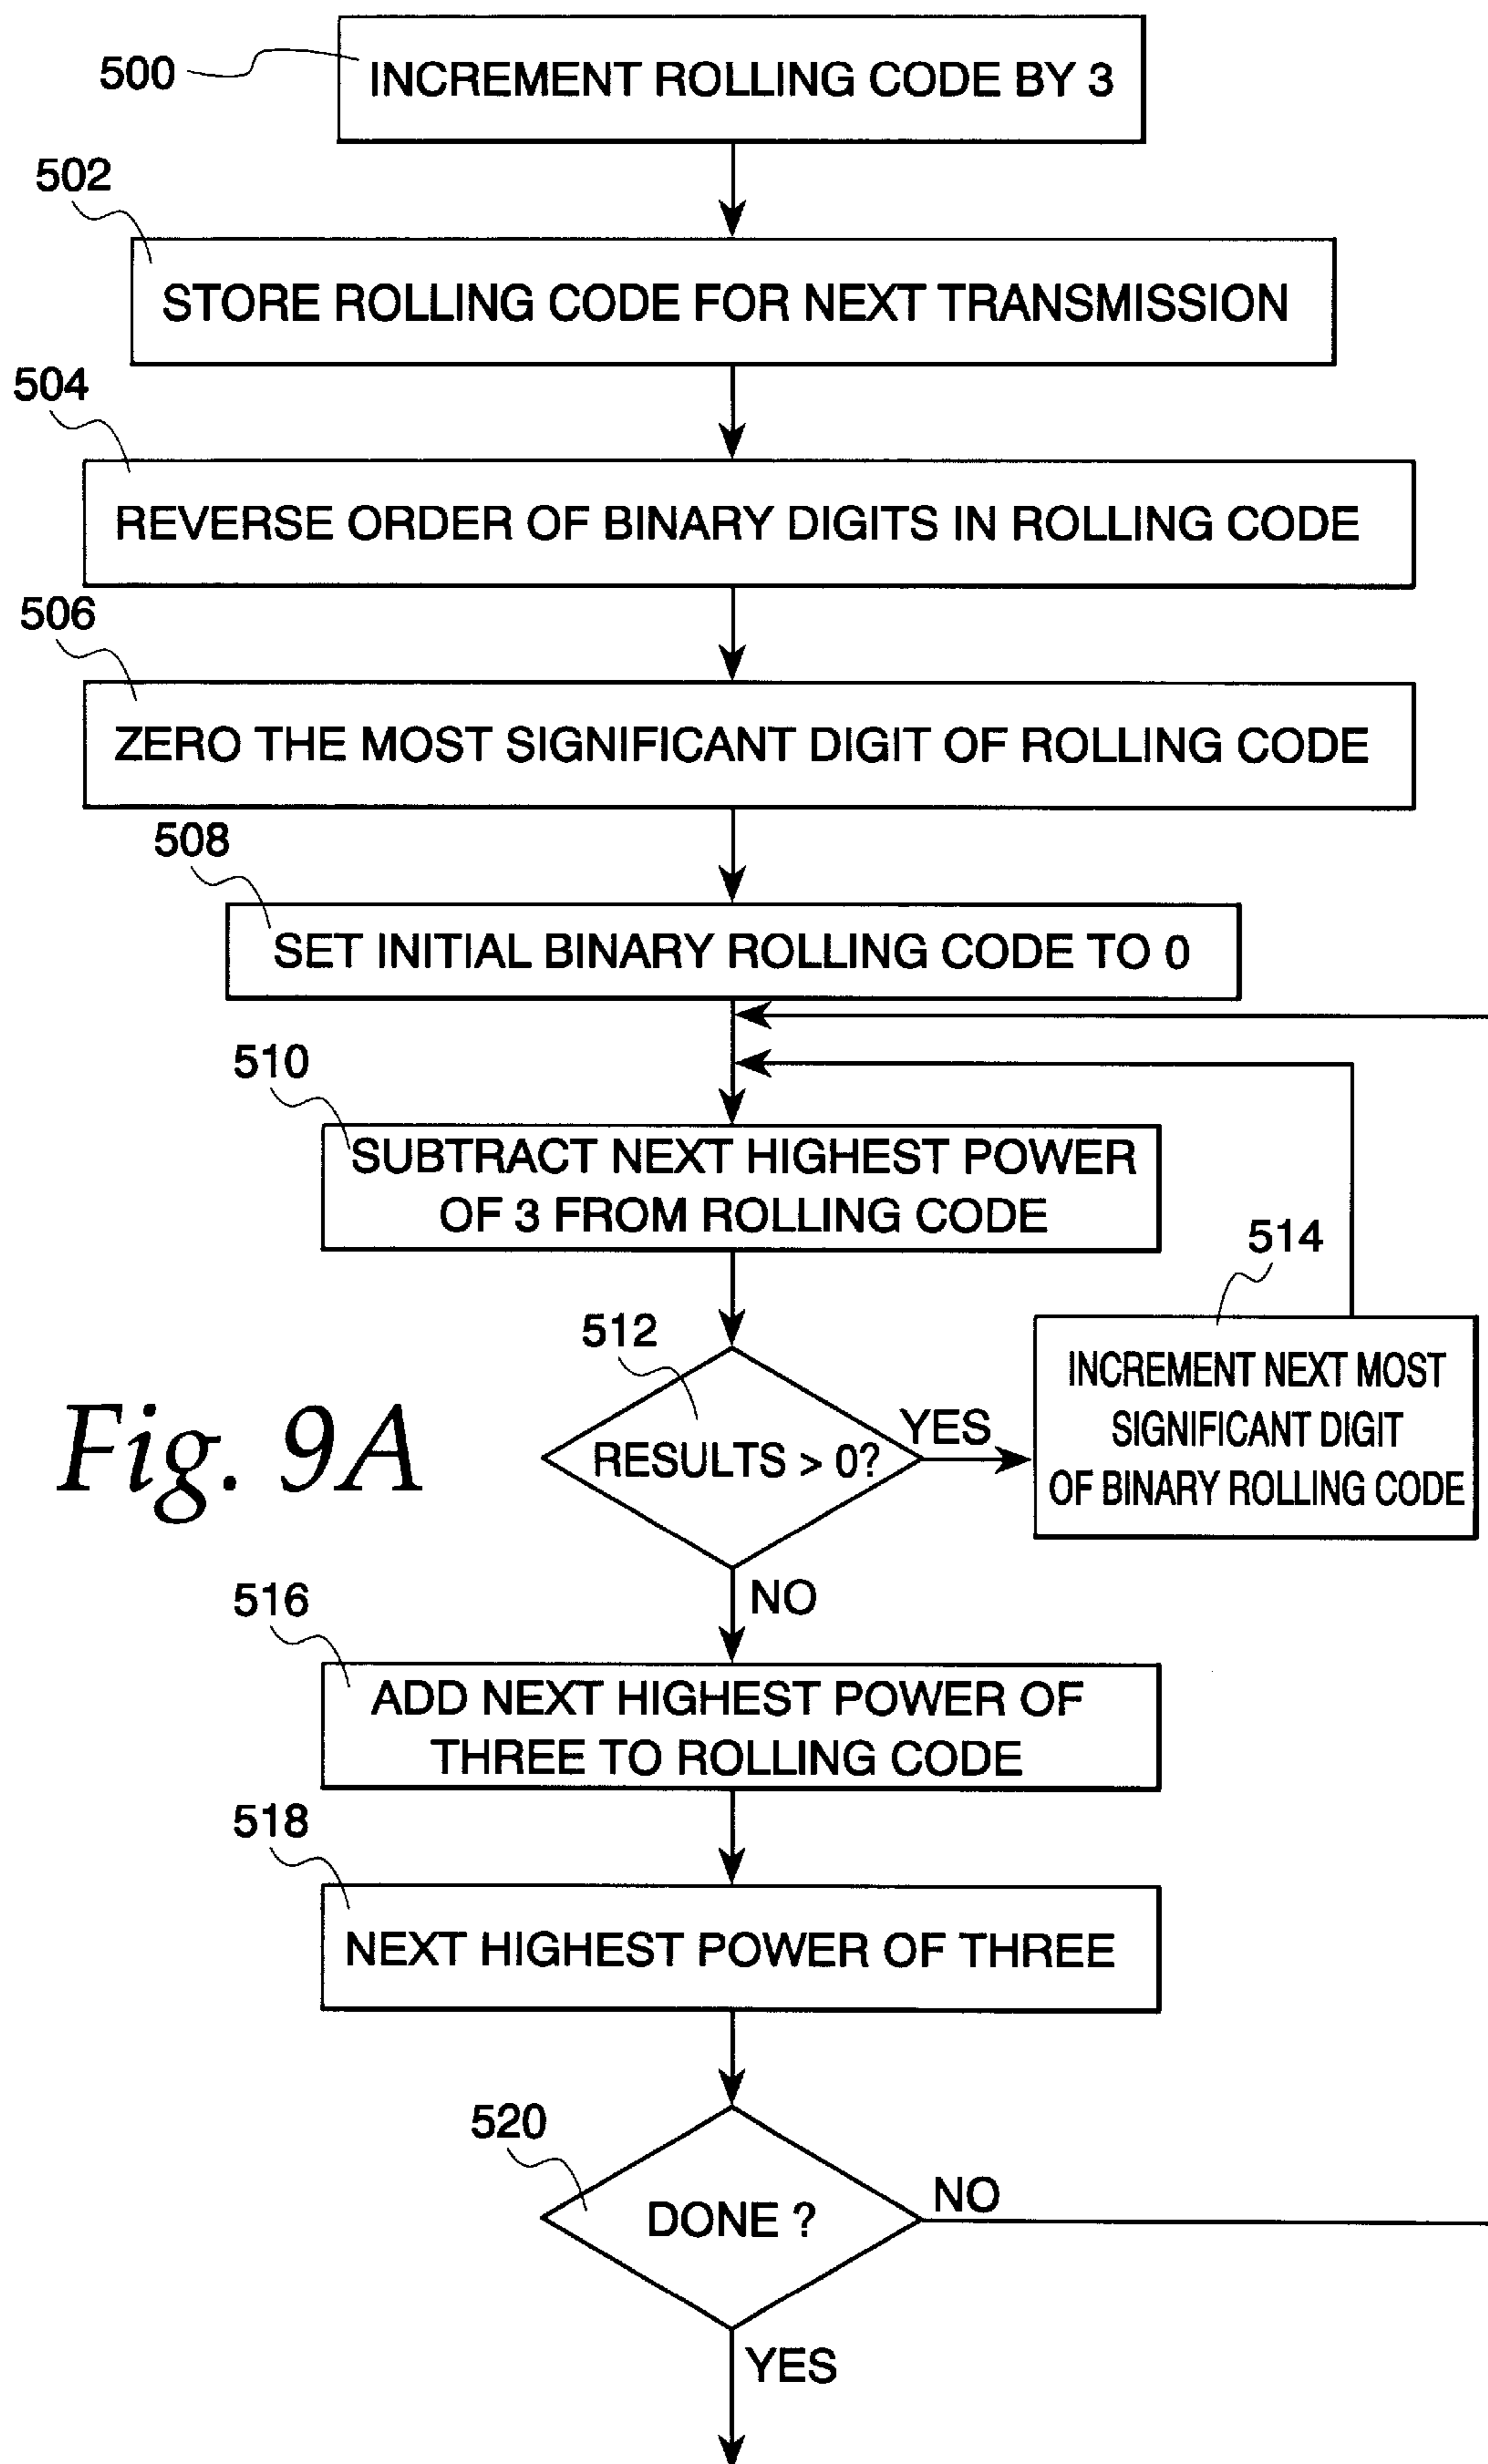 500
INCREMENT ROLLING CODE BY 3
502
STORE ROLLING CODE FOR NEXT TRANSMISSION
504
REVERSE ORDER OF BINARY DIGITS IN ROLLING CODE
506
ZERO THE MOST SIGNIFICANT DIGIT OF ROLLING CODE
508
SET INITIAL BINARY ROLLING CODE TO 0
510
SUBTRACT NEXT HIGHEST POWER
OF 3 FROM ROLLING CODE
512
RESULTS > 0?
YES
514
INCREMENT NEXT MOST
SIGNIFICANT DIGIT
OF BINARY ROLLING CODE
Fig. 9A
NO
516
ADD NEXT HIGHEST POWER OF
THREE TO ROLLING CODE
518
NEXT HIGHEST POWER OF THREE
520
DONE ?
NO
YES